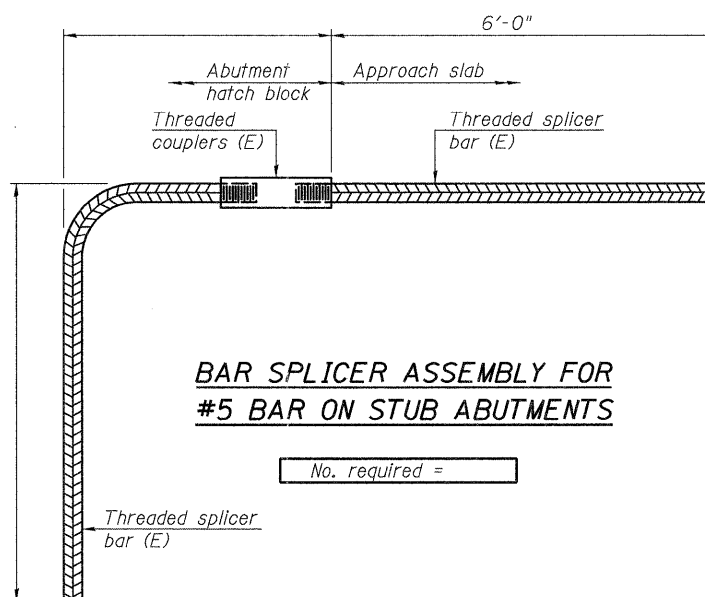 6'-0"
Abutment
hatch block
Approach slab
Threaded
couplers (E)
Threaded splicer
bar (E)
BAR SPLICER ASSEMBLY FOR
#5 BAR ON STUB ABUTMENTS
No. required =
Threaded splicer
bar (E)